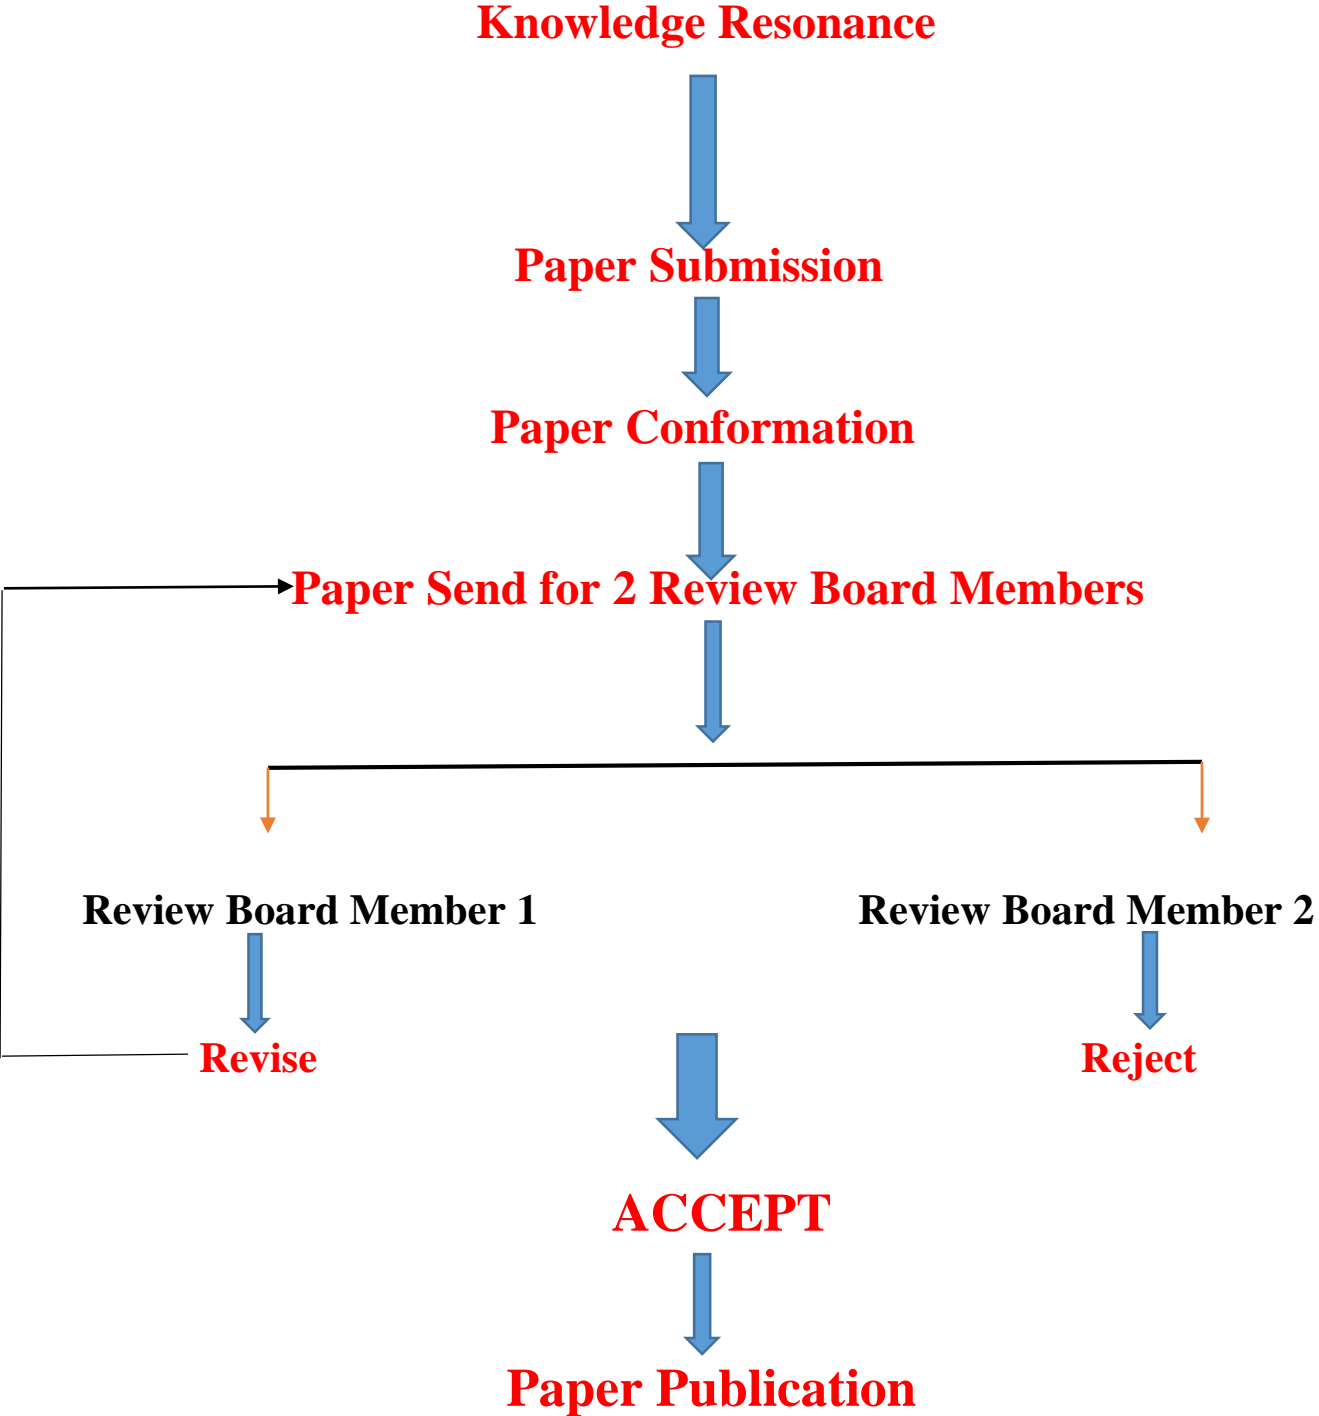 Knowledge Resonance
Paper Submission
Paper Conformation
Paper Send for 2 Review Board Members
Review Board Member 1
Review Board Member 2
Revise
Reject
ACCEPT
Paper Publication